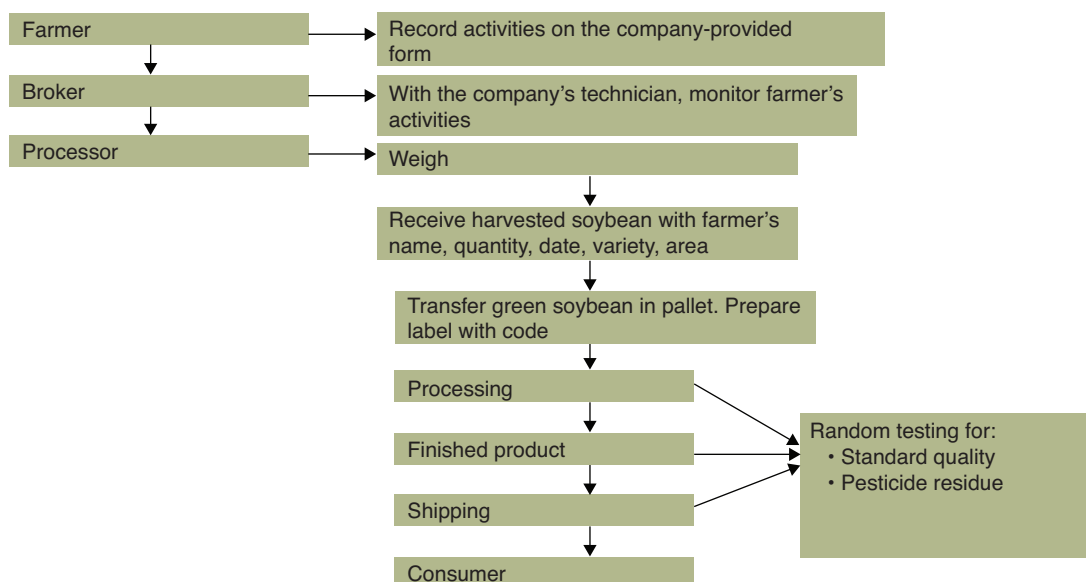 Farmer
Record activities on the company-provided
form
Broker
With the company's technician, monitor farmer's
activities
Processor
Weigh
Receive harvested soybean with farmer's
name, quantity, date, variety, area
Transfer green soybean in pallet. Prepare
label with code
Processing
Finished product
Shipping
Consumer
Random testing for:
• Standard quality
• Pesticide residue